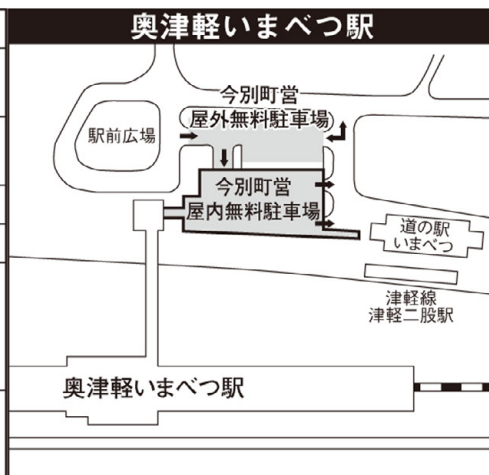 奥津軽いまべつ駅
今別町営
屋外無料駐車場
駅前広場
今別町営
屋内無料駐車場
道の駅
いまべつ
津軽線
津軽二股駅
奥津軽いまべつ駅